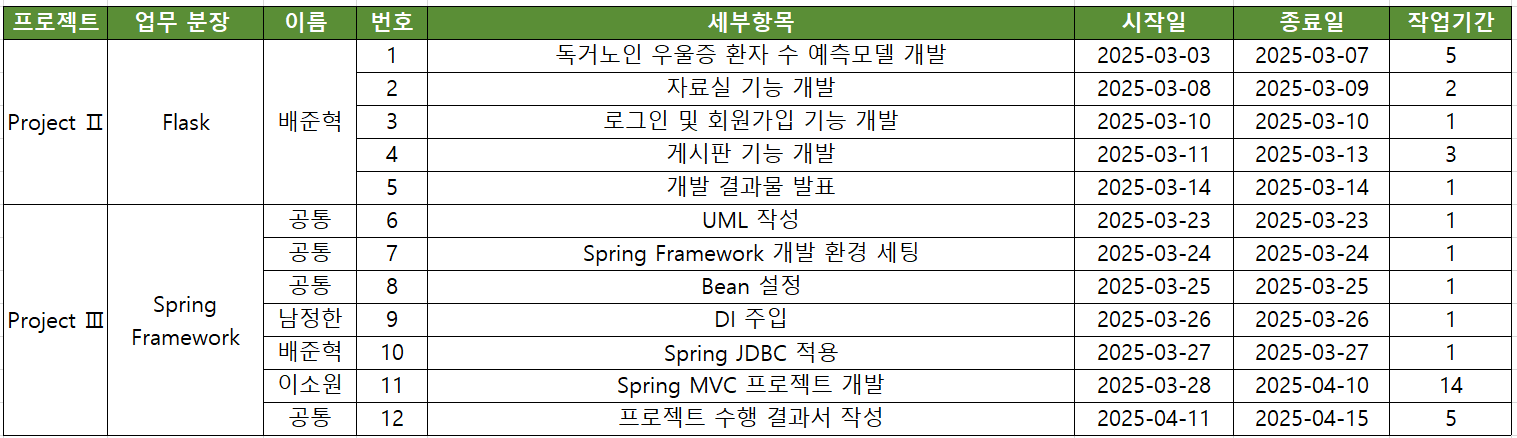 프로젝트 업무 분장 이름 번호 세부항목 시작일 종료일 작업기간
Project Ⅱ Flask 배준혁 1 독거노인 우울증 환자 수 예측모델 개발 2025-03-03 2025-03-07 5
2 자료실 기능 개발 2025-03-08 2025-03-09 2
3 로그인 및 회원가입 기능 개발 2025-03-10 2025-03-10 1
4 게시판 기능 개발 2025-03-11 2025-03-13 3
5 개발 결과물 발표 2025-03-14 2025-03-14 1
Project Ⅲ Spring Framework 공통 6 UML 작성 2025-03-23 2025-03-23 1
공통 7 Spring Framework 개발 환경 세팅 2025-03-24 2025-03-24 1
공통 8 Bean 설정 2025-03-25 2025-03-25 1
남정한 9 DI 주입 2025-03-26 2025-03-26 1
배준혁 10 Spring JDBC 적용 2025-03-27 2025-03-27 1
이소원 11 Spring MVC 프로젝트 개발 2025-03-28 2025-04-10 14
공통 12 프로젝트 수행 결과서 작성 2025-04-11 2025-04-15 5